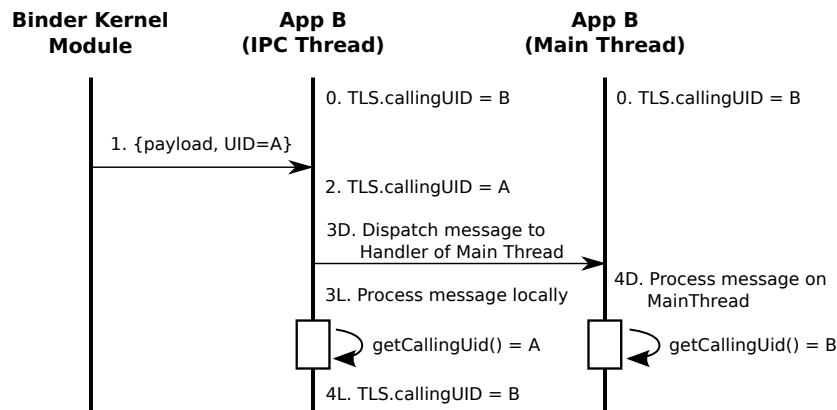 Binder Kernel
Module
App B
(IPC Thread)
App B
(Main Thread)
0. TLS.callingUID = B
0. TLS.callingUID = B
1. {payload, UID=A}
2. TLS.callingUID = A
3D. Dispatch message to
Handler of Main Thread
3L. Process message locally
4D. Process message on
MainThread
getCallingUid() = A
getCallingUid() = B
4L. TLS.callingUID = B